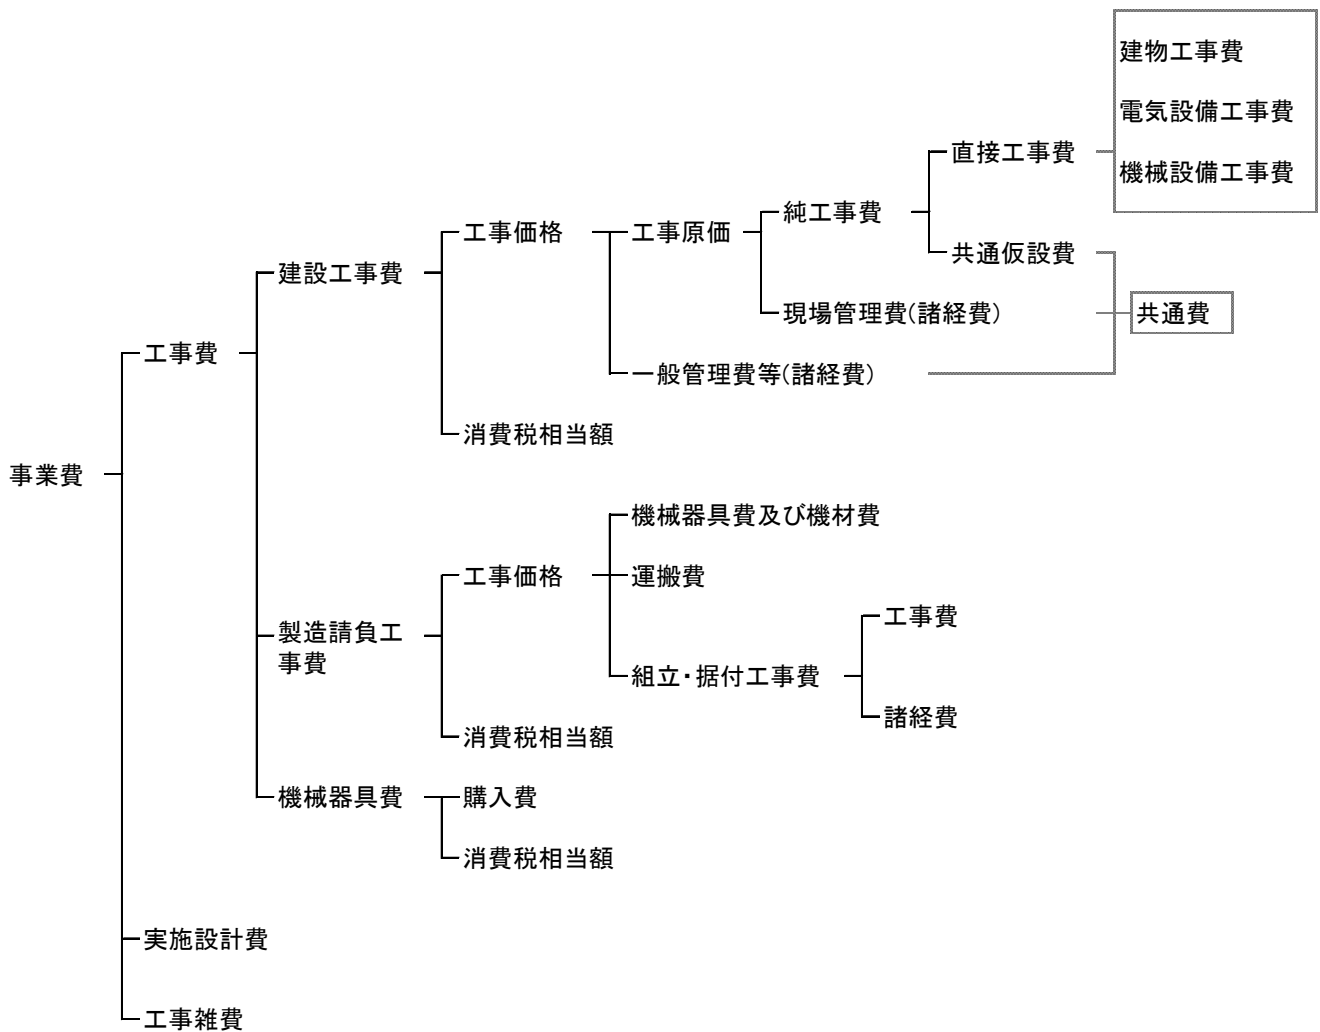 建物工事費
電気設備工事費
機械設備工事費
直接工事費
純工事費
工事価格
工事原価
共通仮設費
建設工事費
現場管理費(諸経費)
共通費
工事費
一般管理費等(諸経費)
消費税相当額
事業費
機械器具費及び機材費
工事価格
運搬費
工事費
製造請負工
事費
組立・据付工事費
諸経費
消費税相当額
機械器具費
購入費
消費税相当額
実施設計費
工事雑費